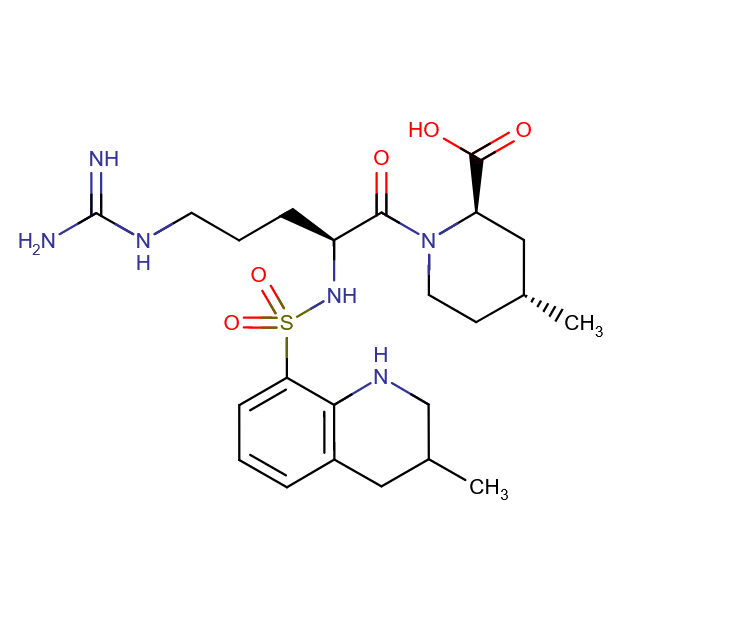 HO O
NH O
H₂N N H N
O NH
O S CH₃
H
N
CH₃